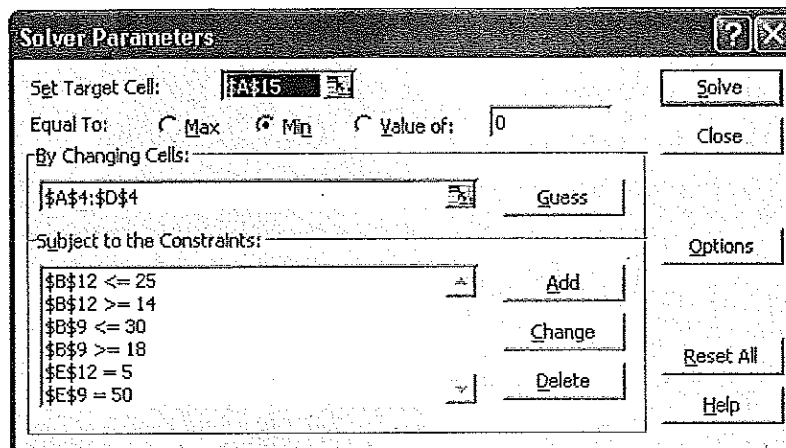 Solver Parameters
Set Target Cell: $A$15
Solve
Equal To: Max Min Value of: 0
Close
By Changing Cells:
$A$4:$D$4
Guess
Subject to the Constraints:
Options
$B$12 <= 25
Add
$B$12 >= 14
$B$9 <= 30
Change
$B$9 >= 18
Reset All
$E$12 = 5
Delete
$E$9 = 50
Help